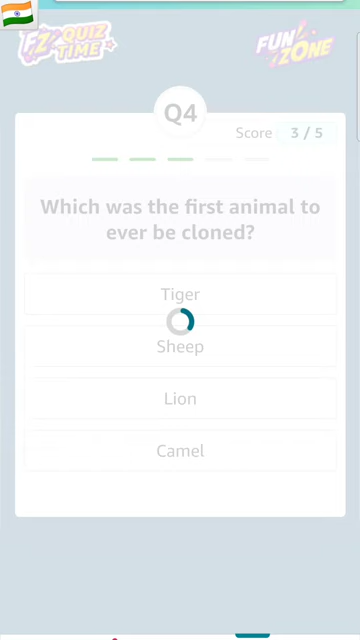 FZ QUIZ
TIME
FUN
ZONE
Q4
Score 3 / 5
Which was the first animal to
ever be cloned?
Tiger
Sheep
Lion
Camel